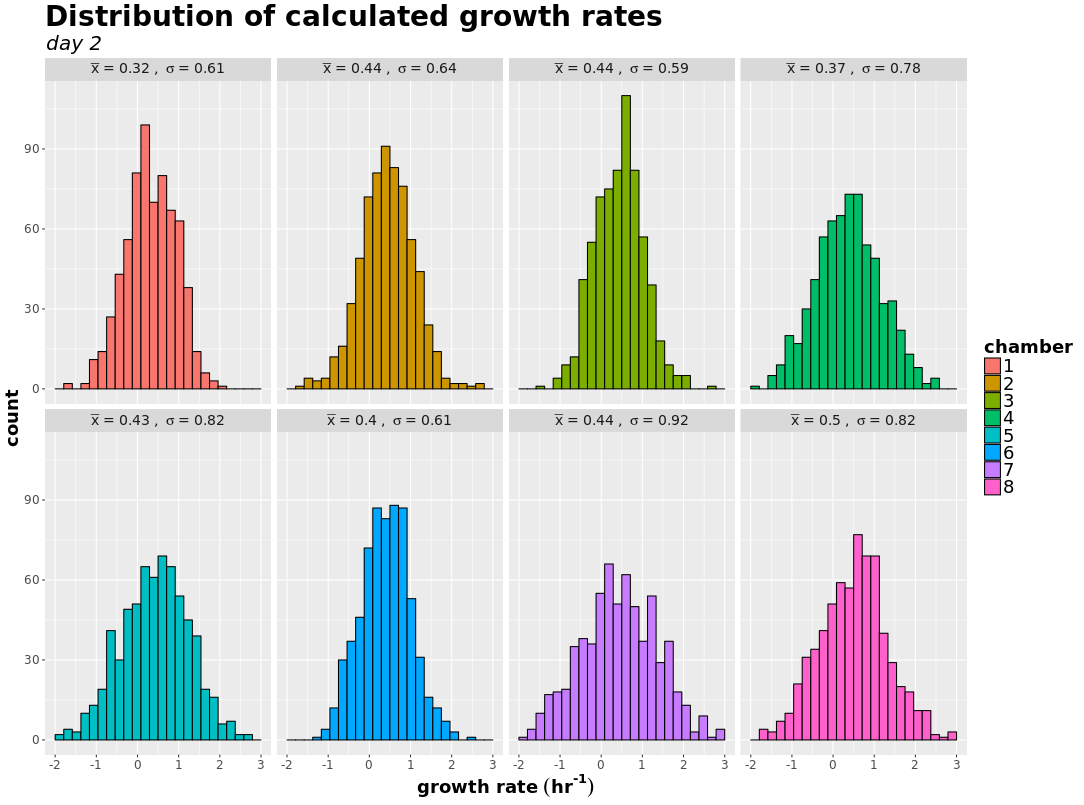 Distribution of calculated growth rates
day 2
x̅ = 0.32 , σ = 0.61
x̅ = 0.44 , σ = 0.64
x̅ = 0.44 , σ = 0.59
x̅ = 0.37 , σ = 0.78
90
60
30
0
x̅ = 0.43 , σ = 0.82
x̅ = 0.4 , σ = 0.61
x̅ = 0.44 , σ = 0.92
x̅ = 0.5 , σ = 0.82
90
60
30
0
-2 -1 0 1 2 3
-2 -1 0 1 2 3
-2 -1 0 1 2 3
-2 -1 0 1 2 3
count
growth rate (hr⁻¹)
chamber
1
2
3
4
5
6
7
8